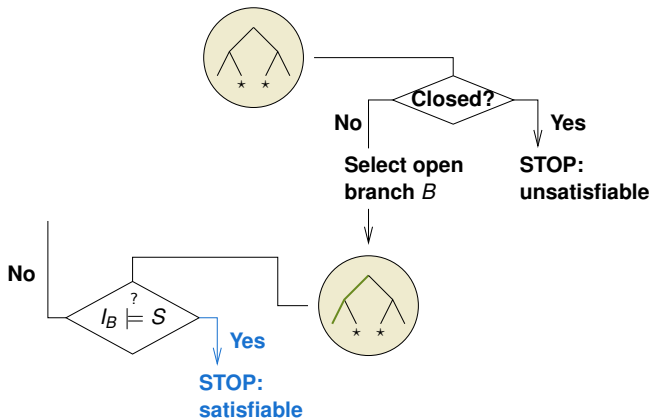 Closed?
No
Yes
Select open
branch B
STOP:
unsatisfiable
No
?
I_B ⊨ S
Yes
STOP:
satisfiable